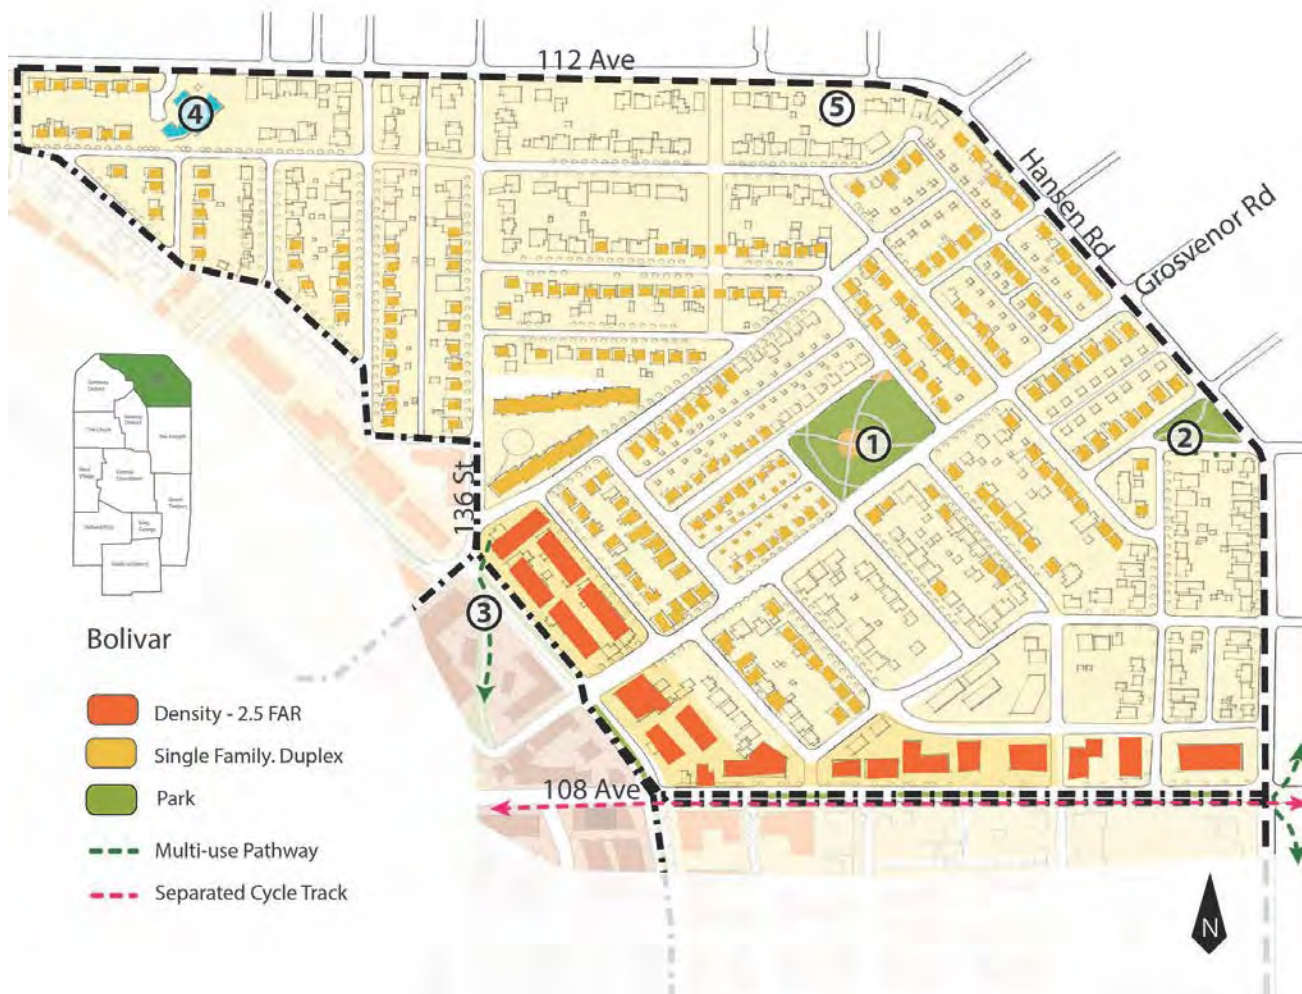 112 Ave
4
5
Hansen Rd
Grosvenor Rd
1
2
136 St
3
108 Ave
Bolivar
Density - 2.5 FAR
Single Family. Duplex
Park
Multi-use Pathway
Separated Cycle Track
N